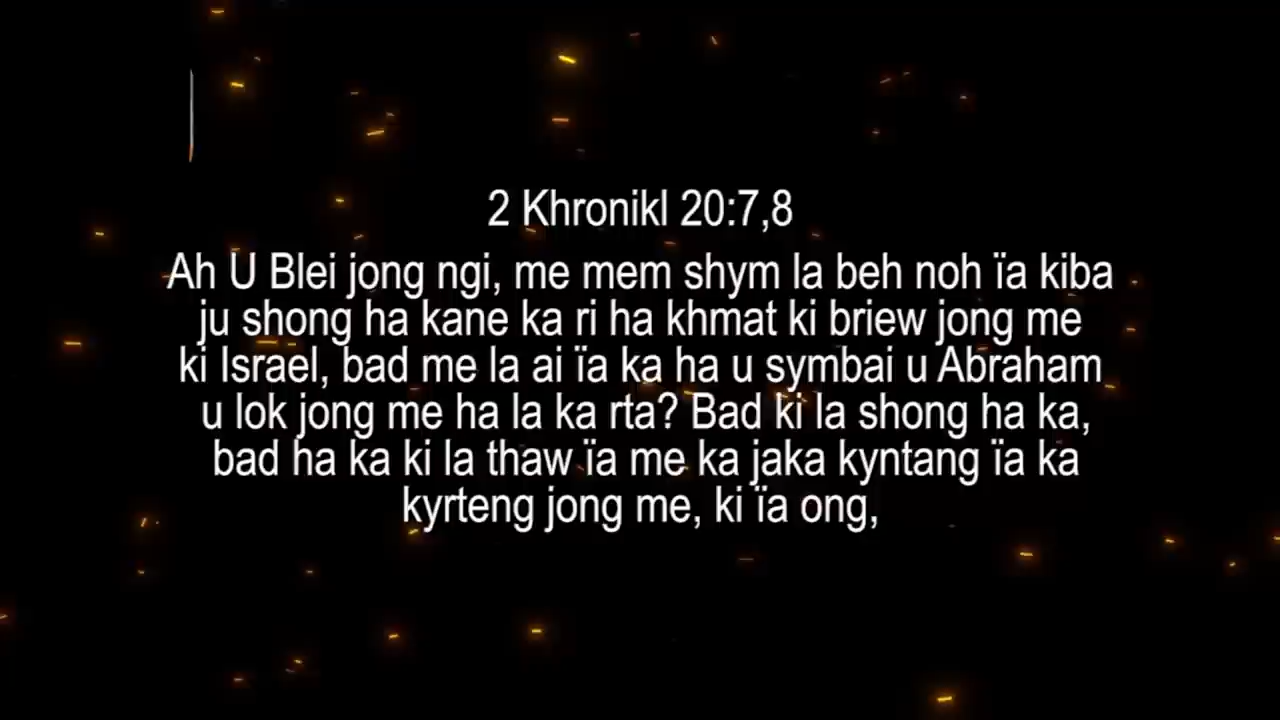 2 Khronikl 20:7,8
Ah U Blei jong ngi, me mem shym la beh noh ïa kiba
ju shong ha kane ka ri ha khmat ki briew jong me
ki Israel, bad me la ai ïa ka ha u symbai u Abraham
u lok jong me ha la ka rta? Bad ki la shong ha ka,
bad ha ka ki la thaw ïa me ka jaka kyntang ïa ka
kyrteng jong me, ki ïa ong,